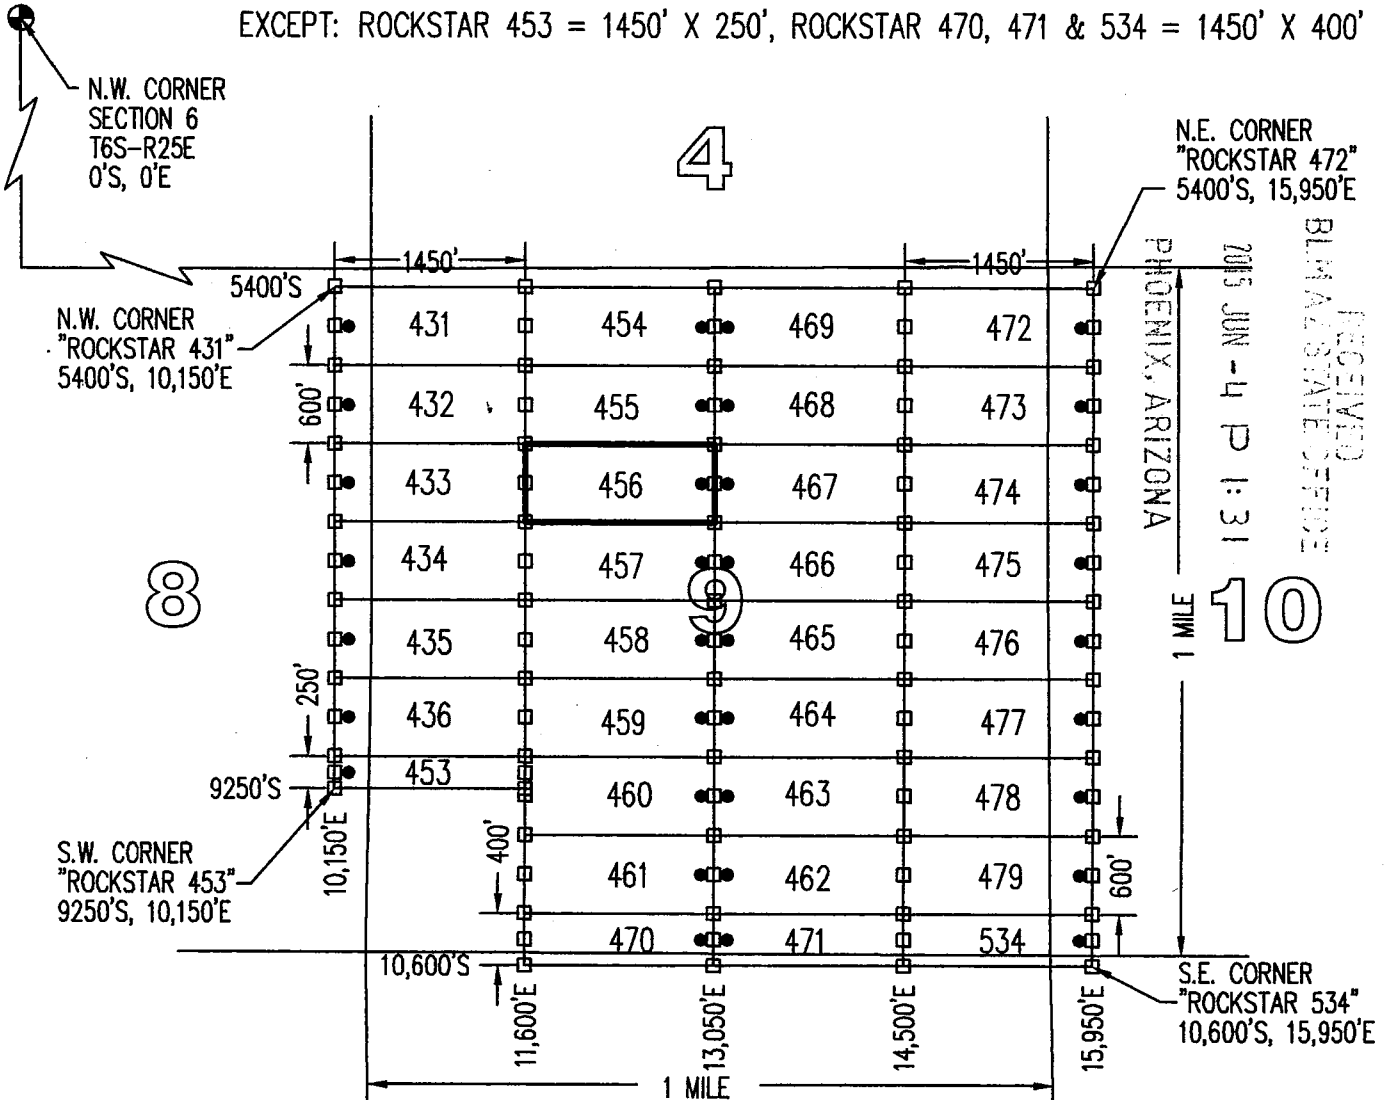 EXCEPT: ROCKSTAR 453 = 1450' X 250', ROCKSTAR 470, 471 & 534 = 1450' X 400'
N.W. CORNER
SECTION 6
T6S-R25E
0'S, 0'E
4
N.E. CORNER
"ROCKSTAR 472"
5400'S, 15,950'E
1450'
1450'
5400'S
N.W. CORNER
"ROCKSTAR 431"
5400'S, 10,150'E
600'
431
454
469
472
432
455
468
473
433
456
467
474
434
457
466
475
8
9
10
435
458
465
476
1 MILE
250'
436
459
464
477
453
460
463
478
9250'S
10,150'E
S.W. CORNER
"ROCKSTAR 453"
9250'S, 10,150'E
400'
461
462
479
600'
470
471
534
10,600'S
11,600'E
13,050'E
14,500'E
15,950'E
S.E. CORNER
"ROCKSTAR 534"
10,600'S, 15,950'E
1 MILE
RECEIVED
BLM AZ STATE OFFICE
JUN -4 P 1:31
PHOENIX, ARIZONA